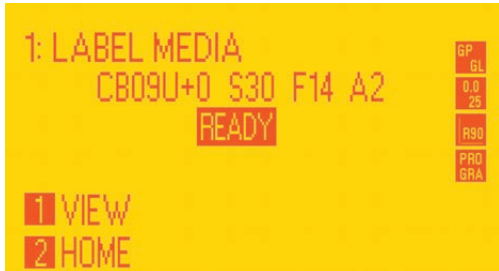 1: LABEL MEDIA
CB09U+0 S30 F14 A2
READY
GP
GL
0.0
25
R90
PRO
GRA
1 VIEW
2 HOME